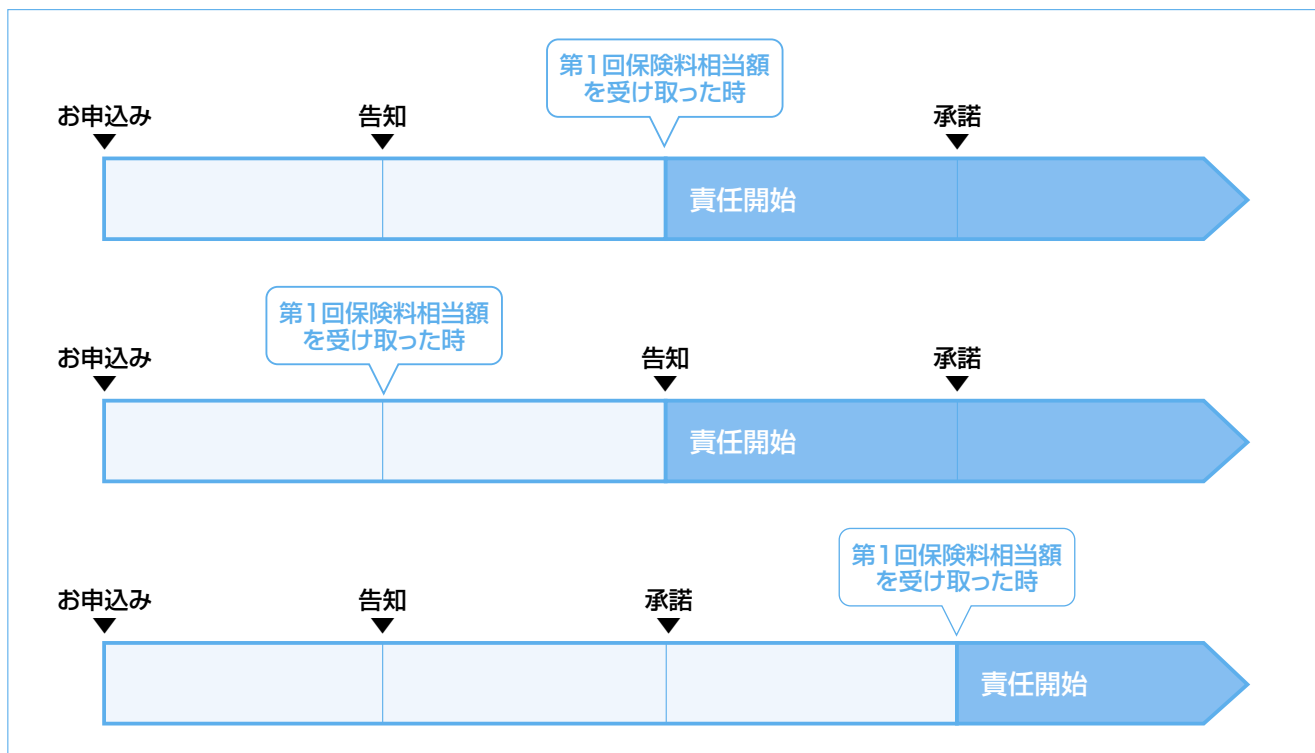 第1回保険料相当額
を受け取った時
お申込み
告知
承諾
責任開始
第1回保険料相当額
を受け取った時
お申込み
告知
承諾
責任開始
第1回保険料相当額
を受け取った時
お申込み
告知
承諾
責任開始